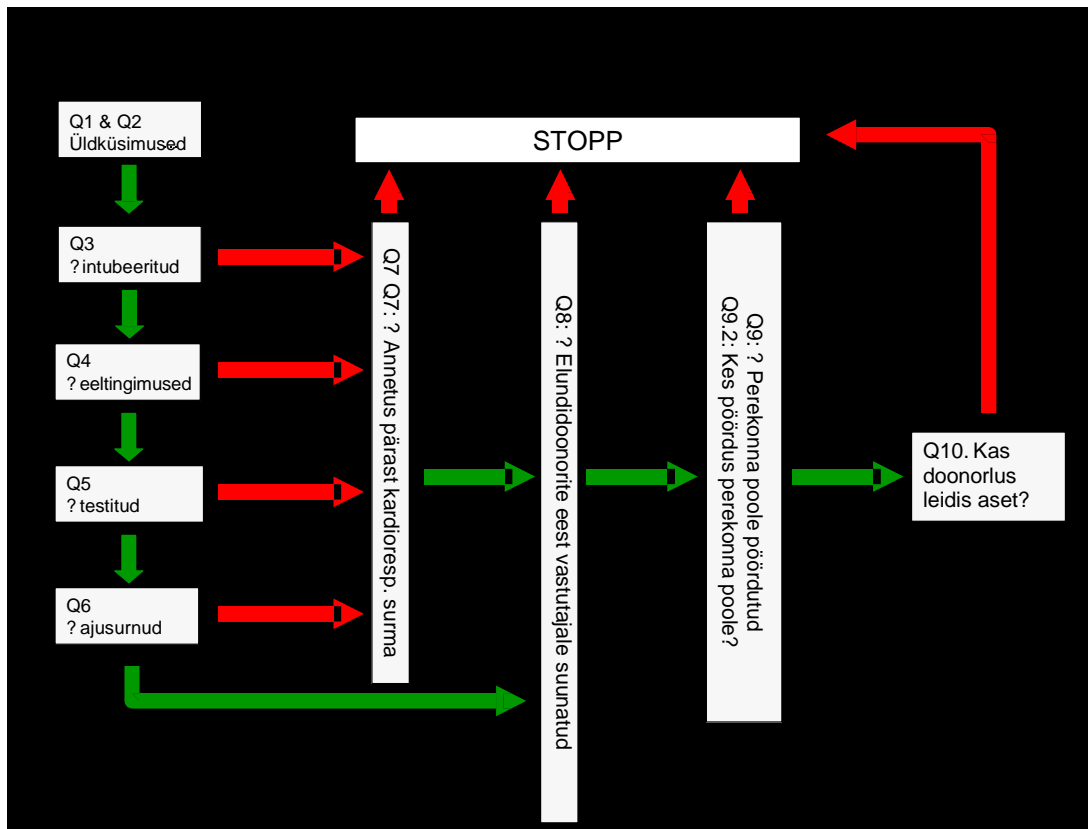 Q1 & Q2
Üldküsimused
STOPP
Q3
? intubeeritud
Q4
? eeltingimused
Q5
? testitud
Q6
? ajusurnud
Q7 Q7: ? Annetus pärast kardioresp. surma
Q8: ? Elundidoonorite eest vastutajale suunatud
Q9: ? Perekonna poole pöördutud
Q9.2: Kes pöördus perekonna poole?
Q10. Kas
doonorlus
leidis aset?